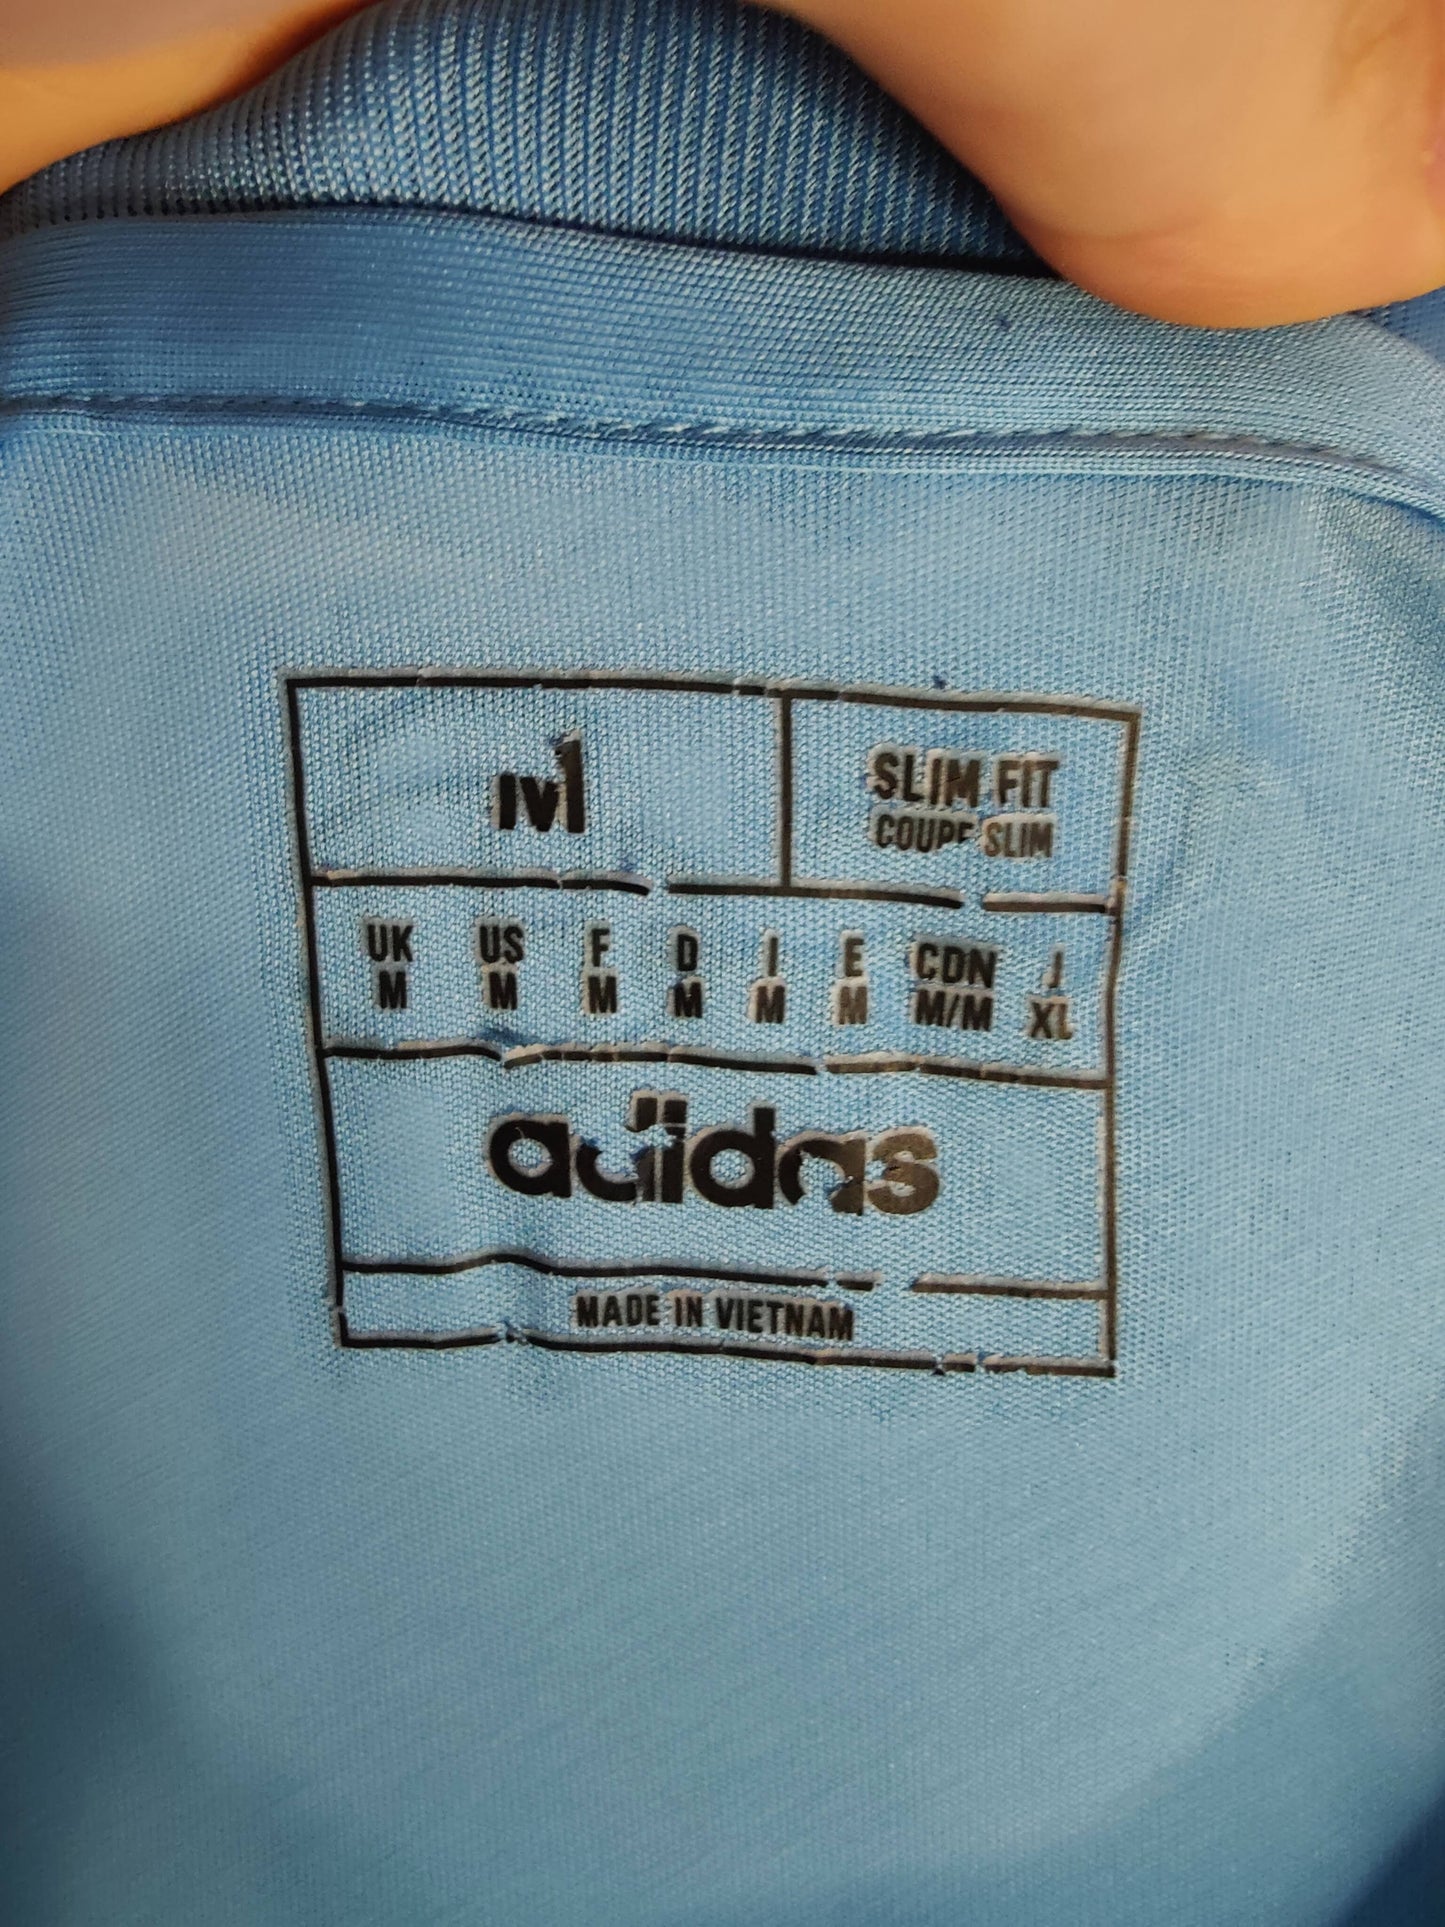 M
SLIM FIT
COUPE SLIM
UK US F D I E CDN J
M M M M M M M/M XL
adidas
MADE IN VIETNAM